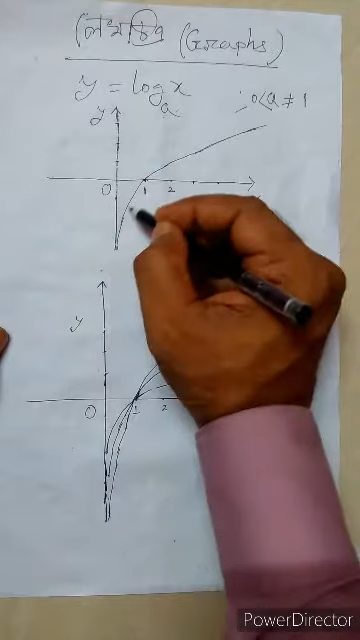 (লেখচিত্র (Graphs)
y = logₐx ; 0<a≠1
y
0 1 2
y
0 1 2
PowerDirector